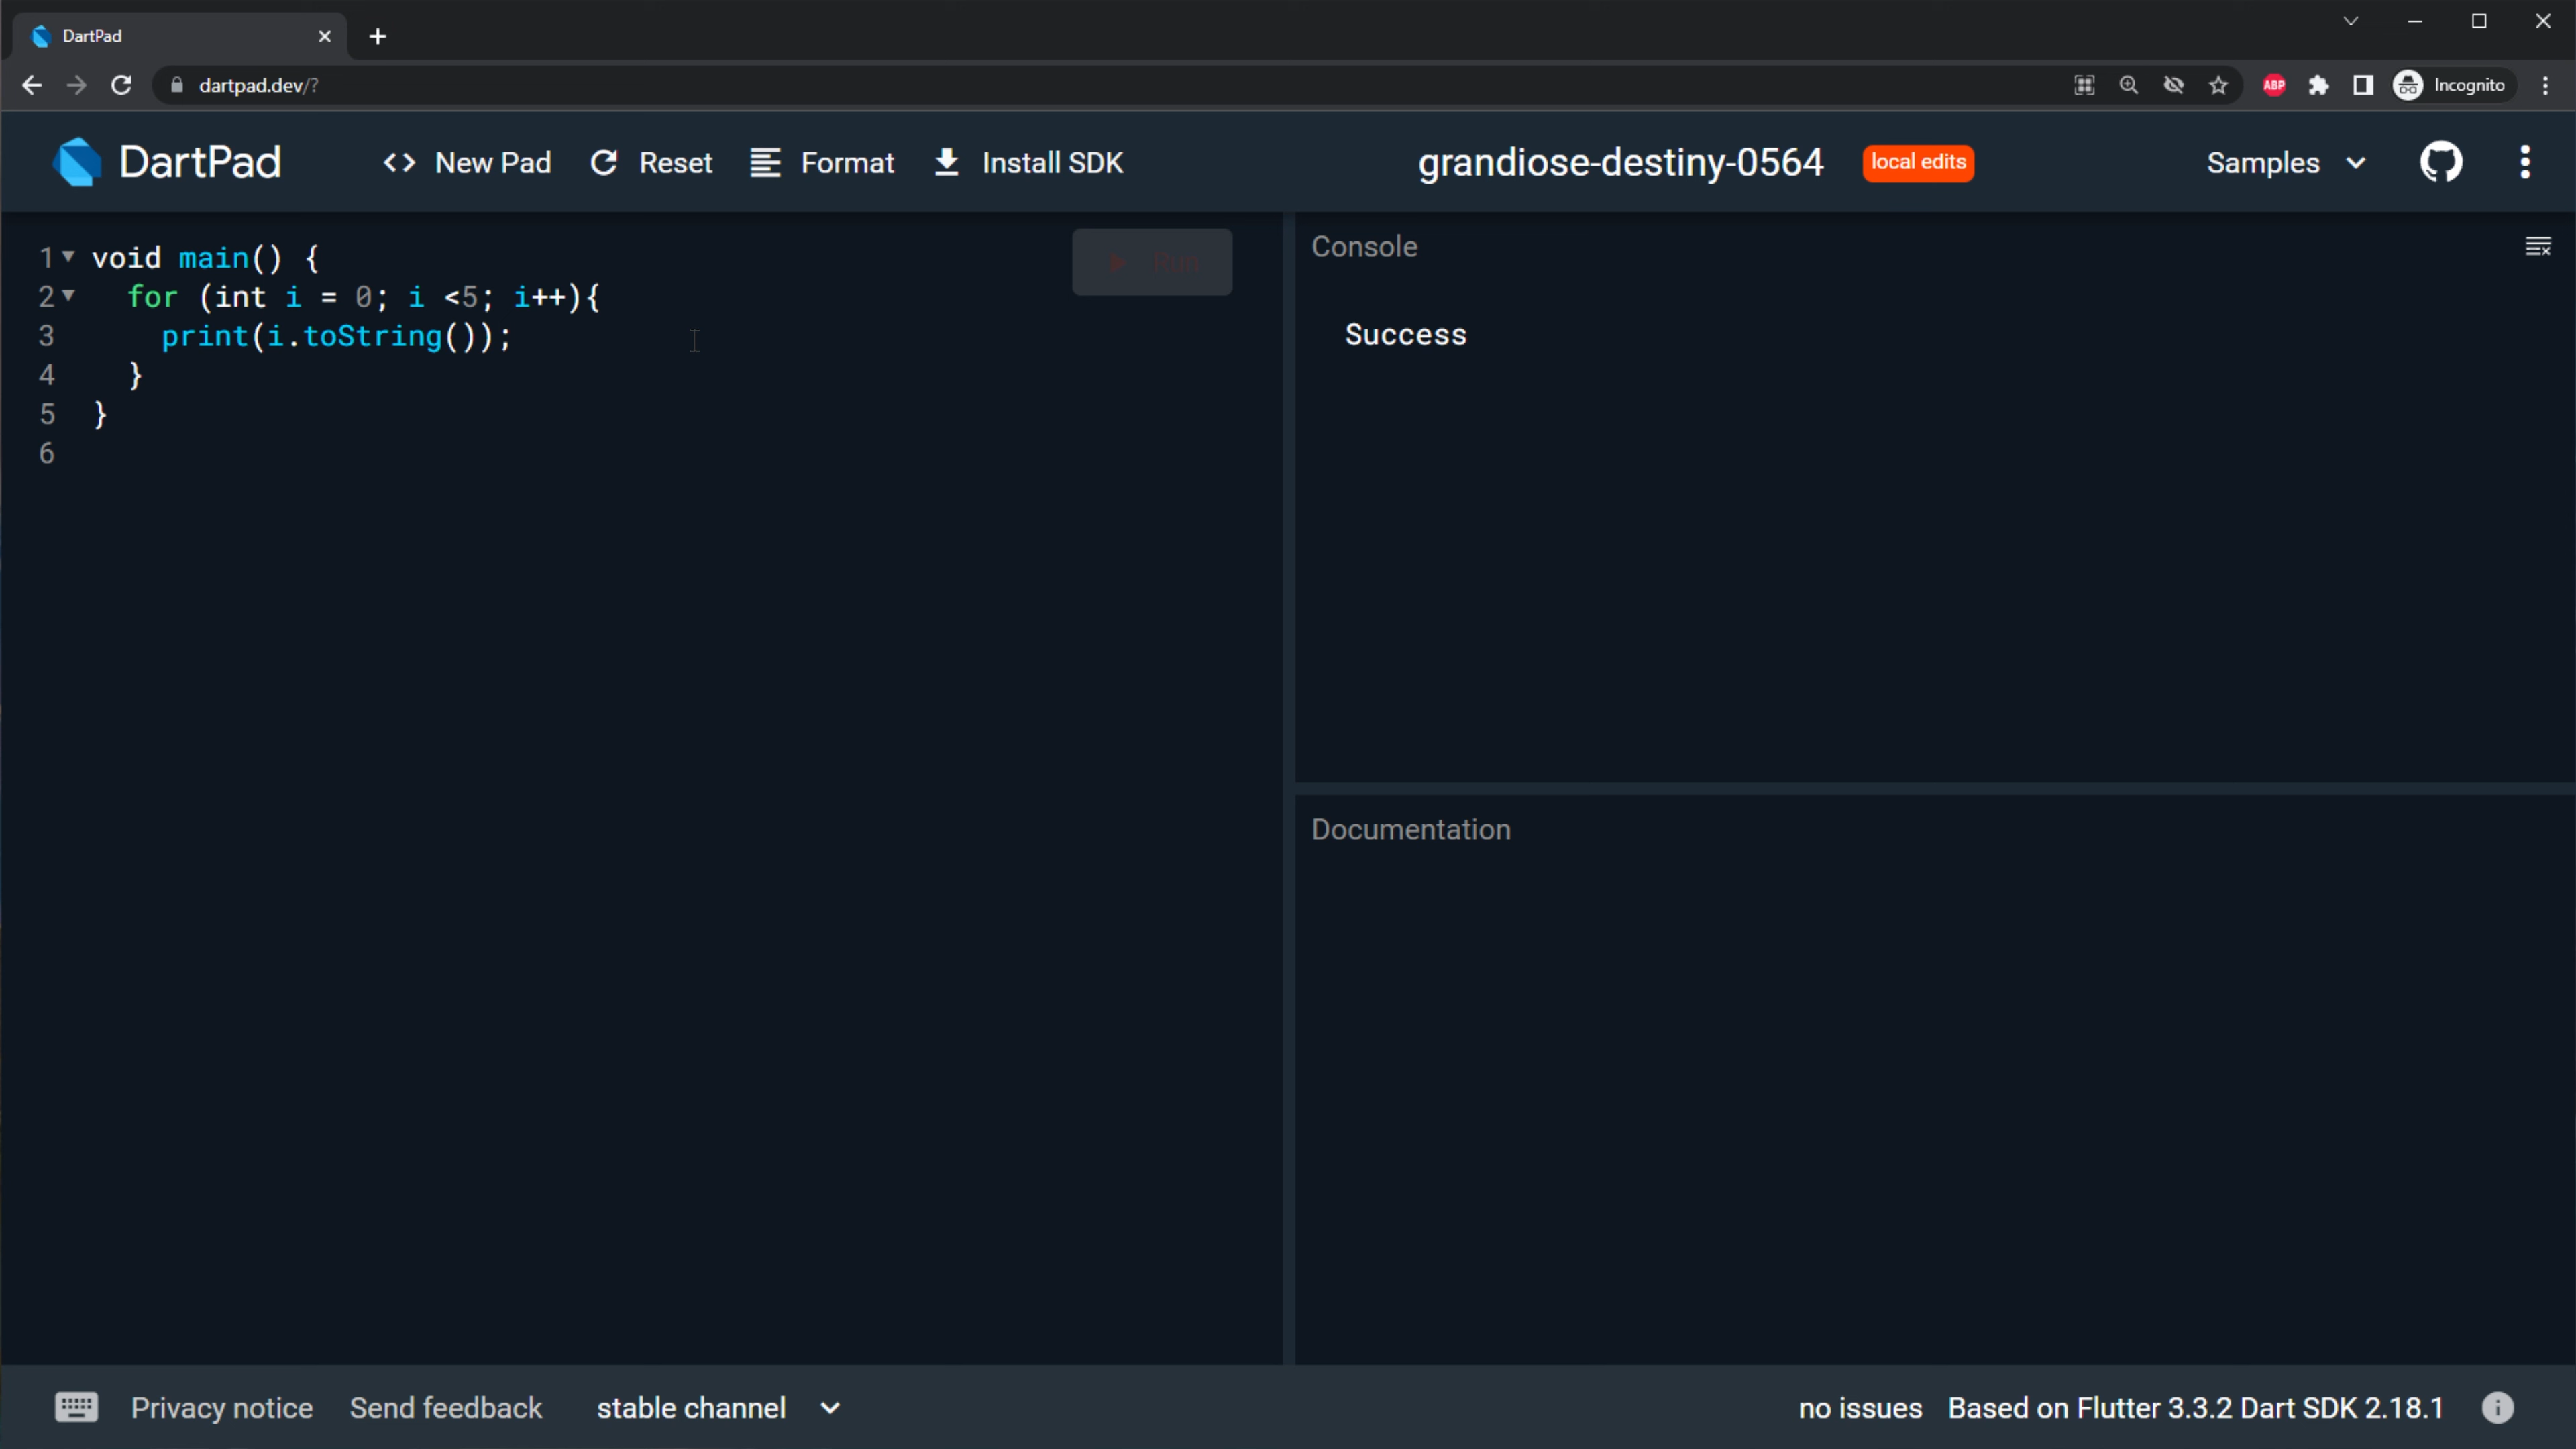 DartPad
dartpad.dev/?
ABP
Incognito
DartPad
<> New Pad
Reset
Format
Install SDK
grandiose-destiny-0564
local edits
Samples
1 void main() {
2 for (int i = 0; i <5; i++){
3 print(i.toString());
4 }
5 }
6
Run
Console
Success
Documentation
Privacy notice
Send feedback
stable channel
no issues
Based on Flutter 3.3.2 Dart SDK 2.18.1